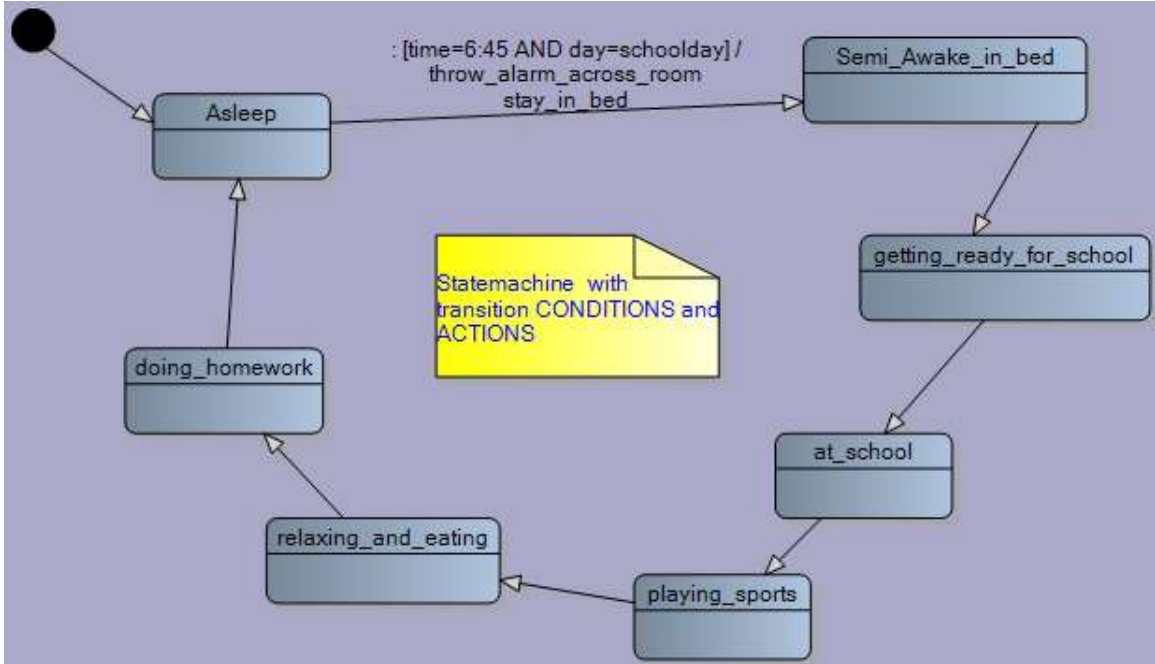 : [time=6:45 AND day=schoolday] /
throw_alarm_across_room
stay_in_bed
Semi_Awake_in_bed
Asleep
getting_ready_for_school
Statemachine  with
transition CONDITIONS and
ACTIONS
doing_homework
at_school
relaxing_and_eating
playing_sports